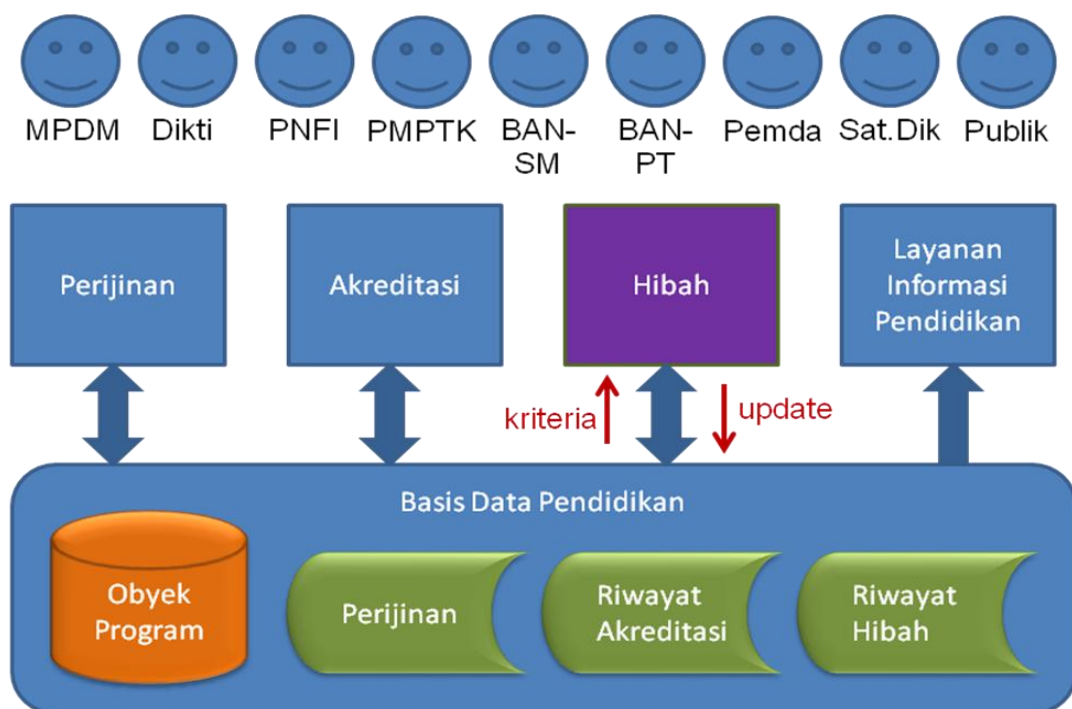 MPDM
Dikti
PNFI
PMPTK
BAN-
SM
BAN-
PT
Pemda
Sat.Dik
Publik
Perijinan
Akreditasi
Hibah
Layanan
Informasi
Pendidikan
kriteria
update
Basis Data Pendidikan
Obyek
Program
Perijinan
Riwayat
Akreditasi
Riwayat
Hibah